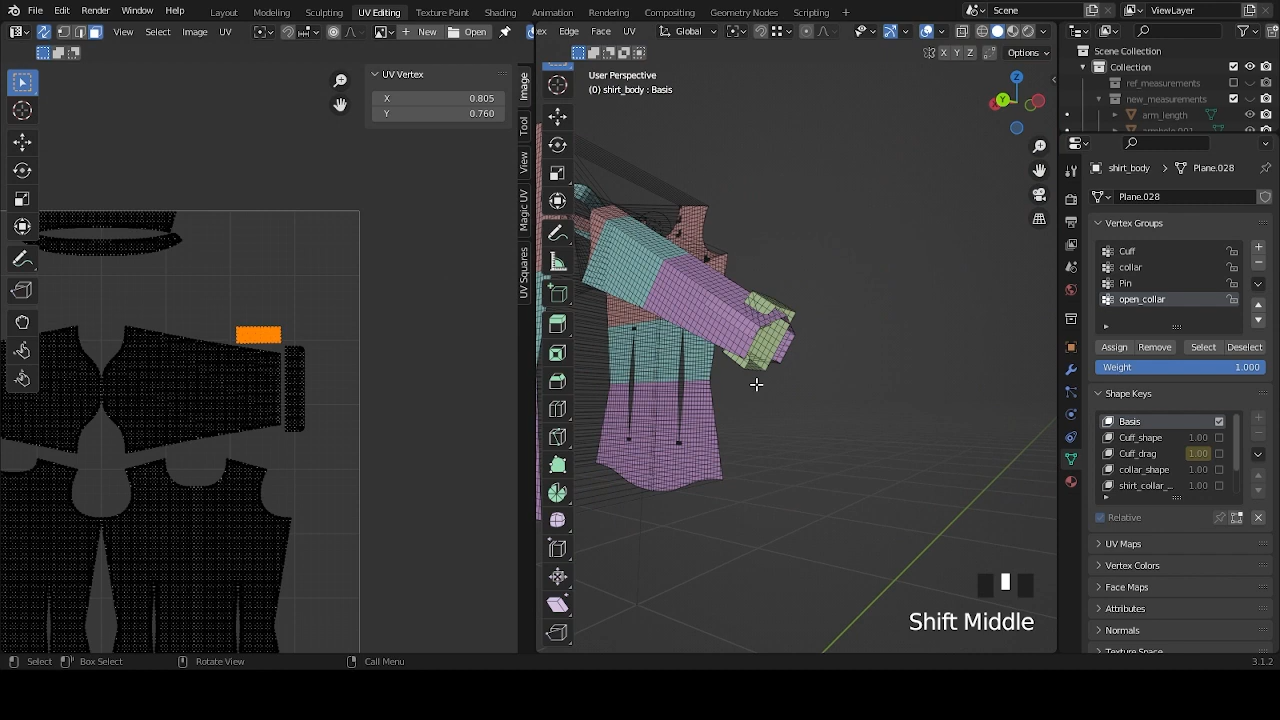 File Edit Render Window Help Layout Modeling Sculpting UV Editing Texture Paint Shading Animation Rendering Compositing Geometry Nodes Scripting + Scene ViewLayer
View Select Image UV New Open Edge Face UV Global
X Y Z Options
UV Vertex
X 0.805
Y 0.760
Image
Tool
View
Magic UV
UV Squares
User Perspective
(0) shirt_body : Basis
Z
Y
Shift Middle
Scene Collection
Collection
ref_measurements
new_measurements
arm_length
shirt_body Plane.028
Plane.028
Vertex Groups
Cuff
collar
Pin
open_collar
Assign Remove Select Deselect
Weight 1.000
Shape Keys
Basis
Cuff_shape 1.00
Cuff_drag 1.00
collar_shape 1.00
shirt_collar_... 1.00
Relative
UV Maps
Vertex Colors
Face Maps
Attributes
Normals
Texture Space
Select Box Select Rotate View Call Menu 3.1.2